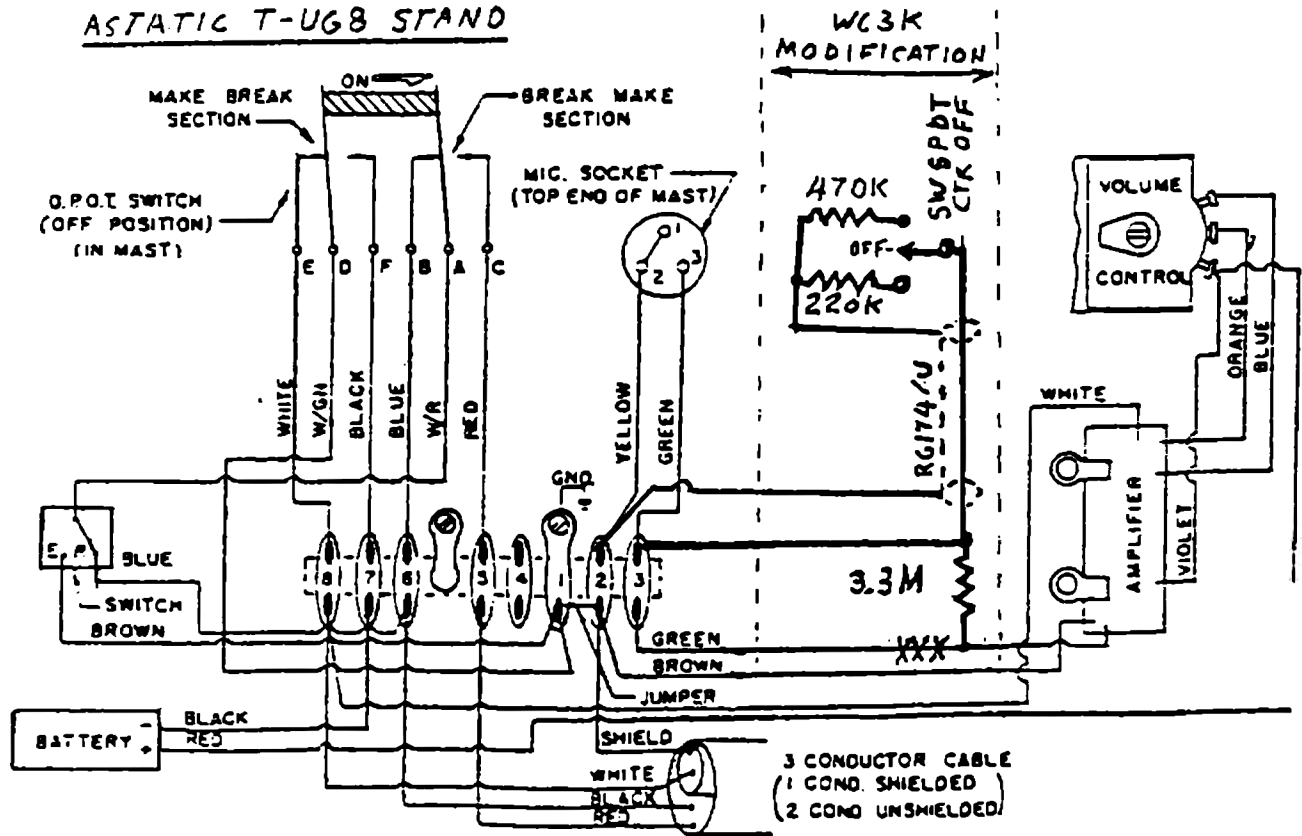 ASTATIC T-UG8 STAND
WC3K
MODIFICATION
ON
MAKE BREAK
SECTION
BREAK MAKE
SECTION
D.P.D.T. SWITCH
(OFF POSITION)
(IN MAST)
MIC. SOCKET
(TOP END OF MAST)
1
2
3
E
D
F
B
A
C
WHITE
W/GN
BLACK
BLUE
W/R
RED
YELLOW
GREEN
470K
OFF
220K
SW SPDT
CTR OFF
RG174/U
3.3M
XXX
VOLUME
CONTROL
ORANGE
BLUE
WHITE
AMPLIFIER
VIOLET
GND
E
R
BLUE
SWITCH
BROWN
8
7
6
5
4
1
2
3
GREEN
BROWN
JUMPER
BATTERY
-
+
BLACK
RED
SHIELD
WHITE
BLACK
RED
3 CONDUCTOR CABLE
(1 COND. SHIELDED
2 COND UNSHIELDED)